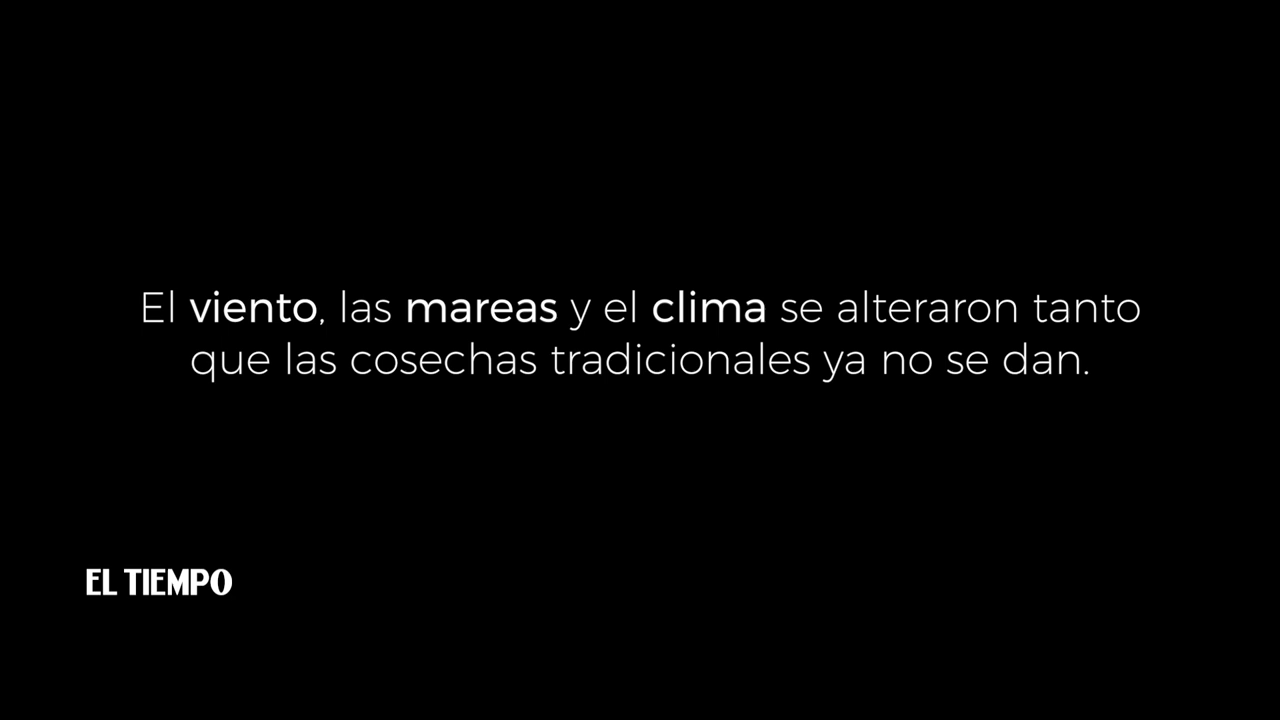 El viento, las mareas y el clima se alteraron tanto
que las cosechas tradicionales ya no se dan.
EL TIEMPO